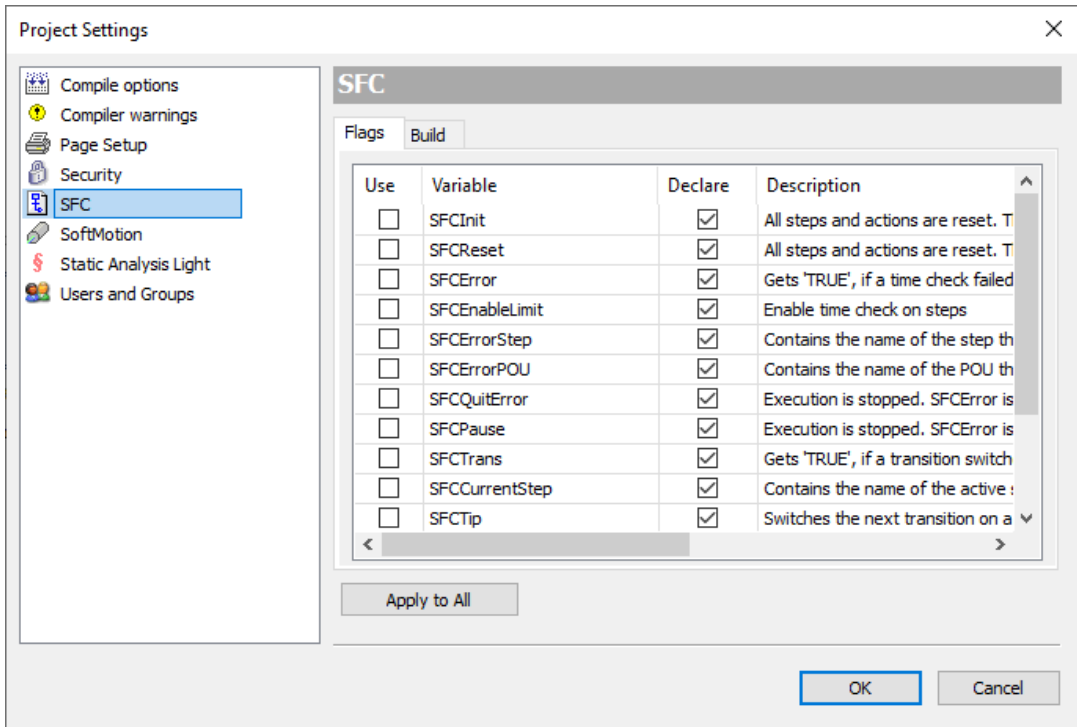 Project Settings
Compile options
Compiler warnings
Page Setup
Security
SFC
SoftMotion
Static Analysis Light
Users and Groups
SFC
Flags Build
Use Variable Declare Description
SFCInit All steps and actions are reset. T
SFCReset All steps and actions are reset. T
SFCError Gets 'TRUE', if a time check failed
SFCEnableLimit Enable time check on steps
SFCErrorStep Contains the name of the step th
SFCErrorPOU Contains the name of the POU th
SFCQuitError Execution is stopped. SFCError is
SFCPause Execution is stopped. SFCError is
SFCTrans Gets 'TRUE', if a transition switch
SFCCurrentStep Contains the name of the active
SFCTip Switches the next transition on a
Apply to All
OK Cancel